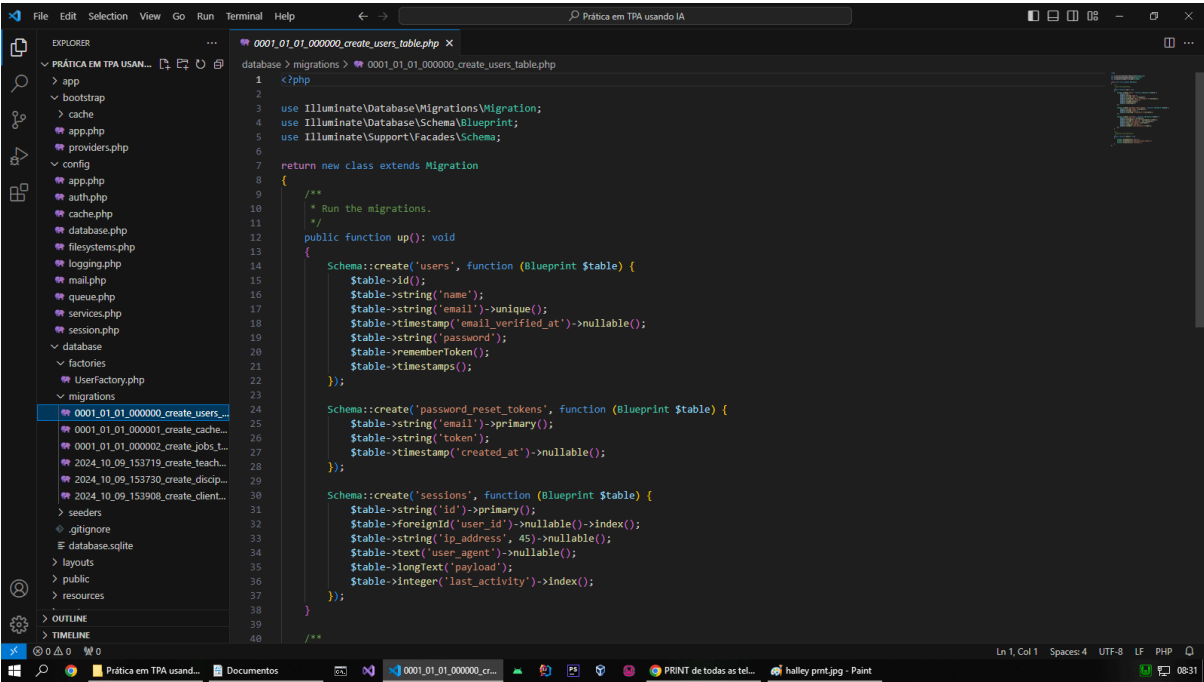 File Edit Selection View Go Run Terminal Help
Prática em TPA usando IA
EXPLORER
PRÁTICA EM TPA USAN...
app
bootstrap
cache
app.php
providers.php
config
app.php
auth.php
cache.php
database.php
filesystems.php
logging.php
mail.php
queue.php
services.php
session.php
database
factories
UserFactory.php
migrations
0001_01_01_000000_create_users_...
0001_01_01_000001_create_cache...
0001_01_01_000002_create_jobs_t...
2024_10_09_153719_create_teach...
2024_10_09_153730_create_discip...
2024_10_09_153908_create_client...
seeders
.gitignore
database.sqlite
layouts
public
resources
OUTLINE
TIMELINE
0001_01_01_000000_create_users_table.php
database > migrations > 0001_01_01_000000_create_users_table.php
1 <?php
2
3 use Illuminate\Database\Migrations\Migration;
4 use Illuminate\Database\Schema\Blueprint;
5 use Illuminate\Support\Facades\Schema;
6
7 return new class extends Migration
8 {
9 /**
10 * Run the migrations.
11 */
12 public function up(): void
13 {
14 Schema::create('users', function (Blueprint $table) {
15 $table->id();
16 $table->string('name');
17 $table->string('email')->unique();
18 $table->timestamp('email_verified_at')->nullable();
19 $table->string('password');
20 $table->rememberToken();
21 $table->timestamps();
22 });
23
24 Schema::create('password_reset_tokens', function (Blueprint $table) {
25 $table->string('email')->primary();
26 $table->string('token');
27 $table->timestamp('created_at')->nullable();
28 });
29
30 Schema::create('sessions', function (Blueprint $table) {
31 $table->string('id')->primary();
32 $table->foreignId('user_id')->nullable()->index();
33 $table->string('ip_address', 45)->nullable();
34 $table->text('user_agent')->nullable();
35 $table->longText('payload');
36 $table->integer('last_activity')->index();
37 });
38 }
39
40 /**
0 0 0 Ln 1, Col 1 Spaces: 4 UTF-8 LF PHP
Prática em TPA usand... Documentos 0001_01_01_000000_cr... PS PRINT de todas as tel... halley prnt.jpg - Paint 08:31